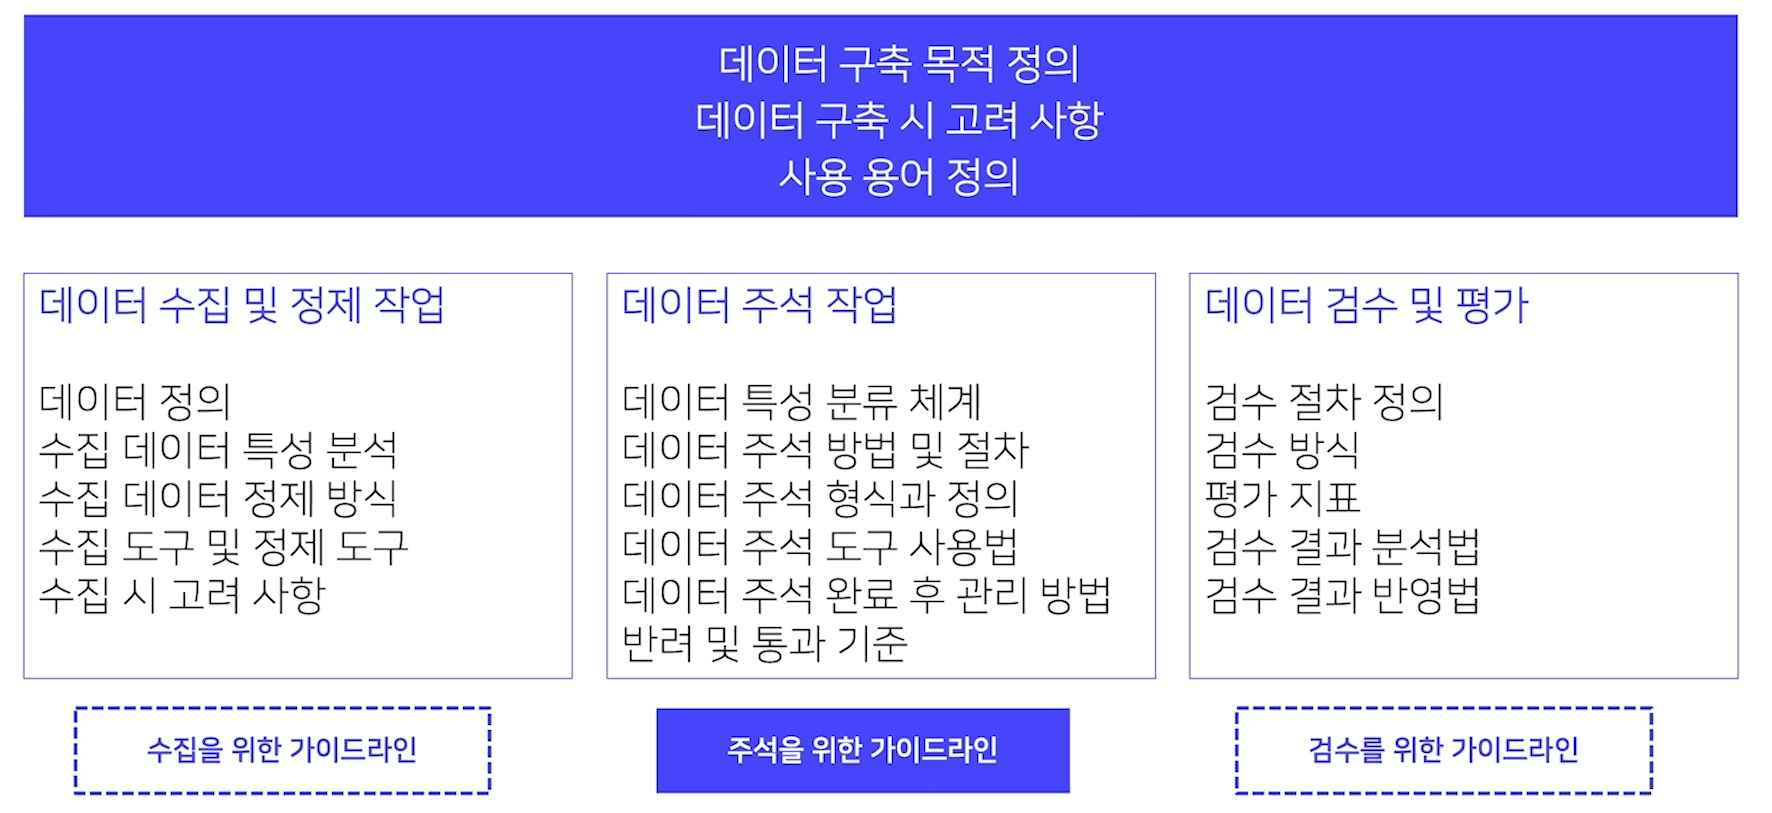 데이터 구축 목적 정의
데이터 구축 시 고려 사항
사용 용어 정의
데이터 수집 및 정제 작업
데이터 정의
수집 데이터 특성 분석
수집 데이터 정제 방식
수집 도구 및 정제 도구
수집 시 고려 사항
수집을 위한 가이드라인
데이터 주석 작업
데이터 특성 분류 체계
데이터 주석 방법 및 절차
데이터 주석 형식과 정의
데이터 주석 도구 사용법
데이터 주석 완료 후 관리 방법
반려 및 통과 기준
주석을 위한 가이드라인
데이터 검수 및 평가
검수 절차 정의
검수 방식
평가 지표
검수 결과 분석법
검수 결과 반영법
검수를 위한 가이드라인